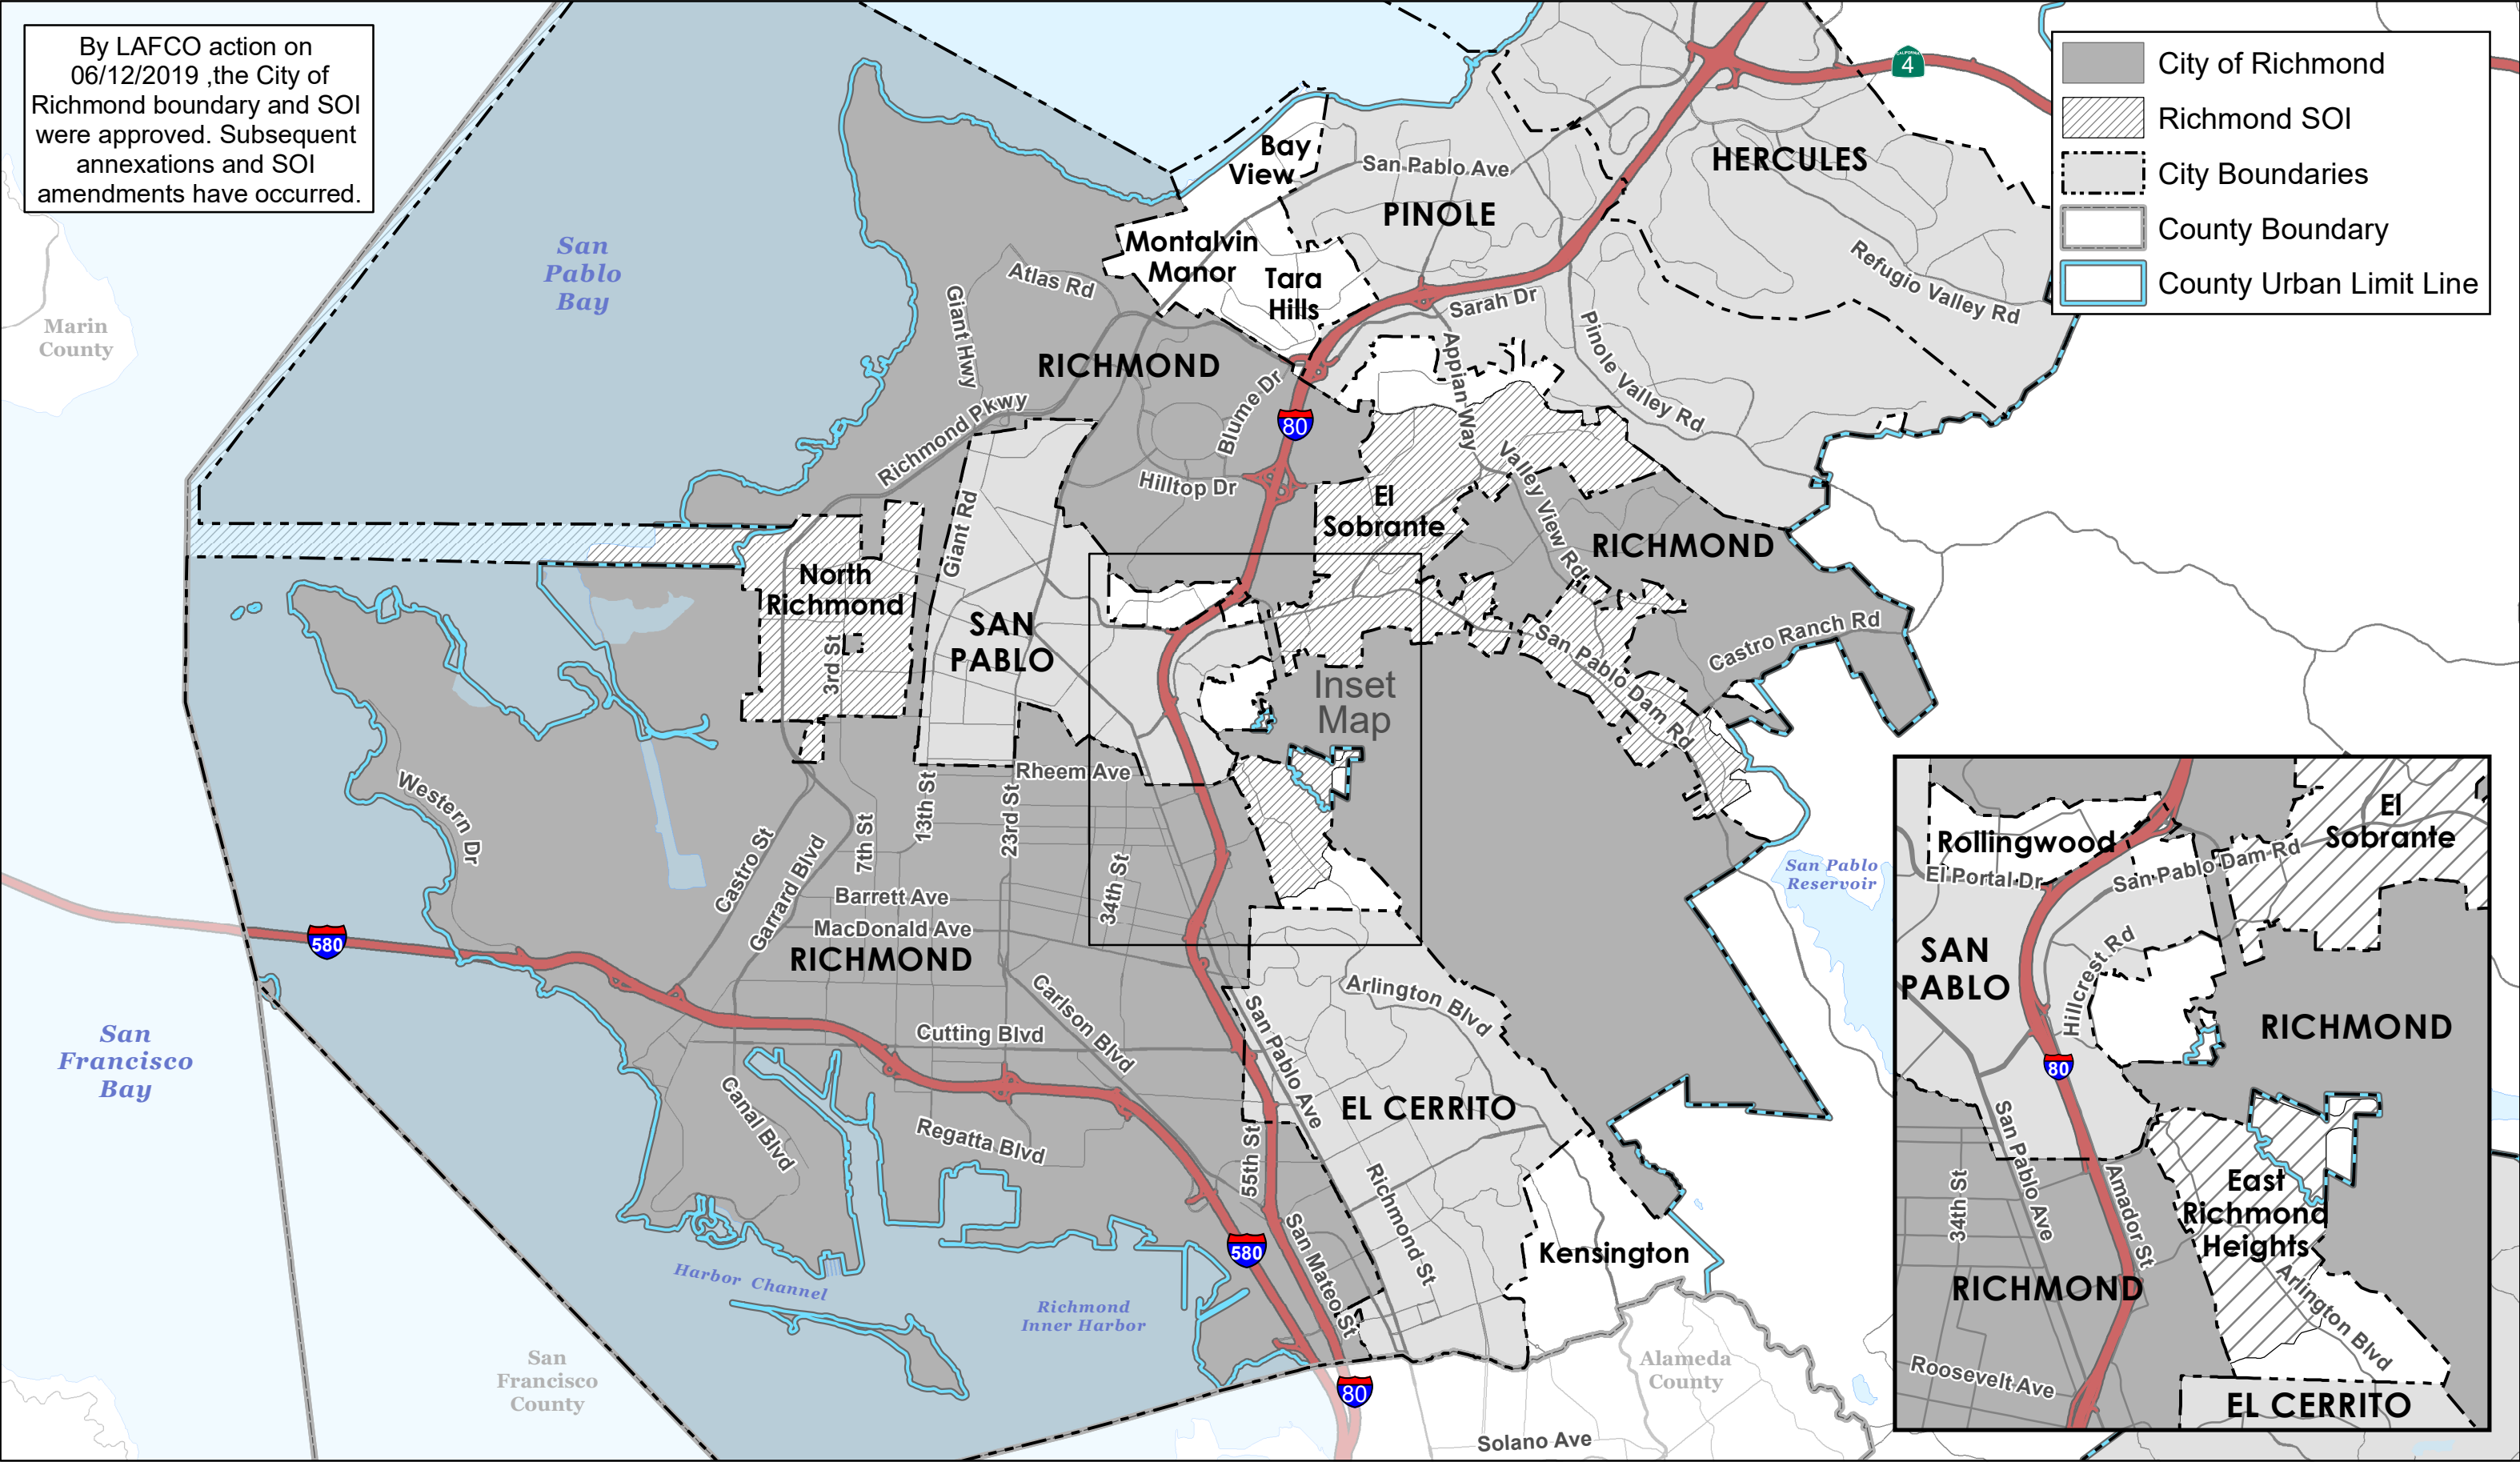 By LAFCO action on
06/12/2019 ,the City of
Richmond boundary and SOI
were approved. Subsequent
annexations and SOI
amendments have occurred.
City of Richmond
Richmond SOI
City Boundaries
County Boundary
County Urban Limit Line
CALIFORNIA
4
HERCULES
Bay
View
San Pablo Ave
PINOLE
Montalvin
Manor
Tara
Hills
San
Pablo
Bay
Marin
County
Atlas Rd
Giant Hwy
Refugio Valley Rd
Sarah Dr
Pinole Valley Rd
Appian Way
RICHMOND
Blume Dr
80
Richmond Pkwy
Hilltop Dr
Giant Rd
El
Sobrante
Valley View Rd
RICHMOND
North
Richmond
3rd St
SAN
PABLO
Castro Ranch Rd
San Pablo Dam Rd
Inset
Map
Rheem Ave
Western Dr
Castro St
Garrard Blvd
7th St
13th St
23rd St
34th St
Barrett Ave
MacDonald Ave
RICHMOND
San Pablo
Reservoir
580
San
Francisco
Bay
Cutting Blvd
Carlson Blvd
San Pablo Ave
Arlington Blvd
EL CERRITO
Canal Blvd
Regatta Blvd
55th St
Richmond St
San Mateo St
Kensington
580
Harbor Channel
Richmond
Inner Harbor
San
Francisco
County
Alameda
County
80
Solano Ave
El
Sobrante
Rollingwood
San Pablo Dam Rd
El Portal Dr
SAN
PABLO
Hillcrest Rd
RICHMOND
80
San Pablo Ave
Amador St
34th St
East
Richmond
Heights
RICHMOND
Arlington Blvd
Roosevelt Ave
EL CERRITO